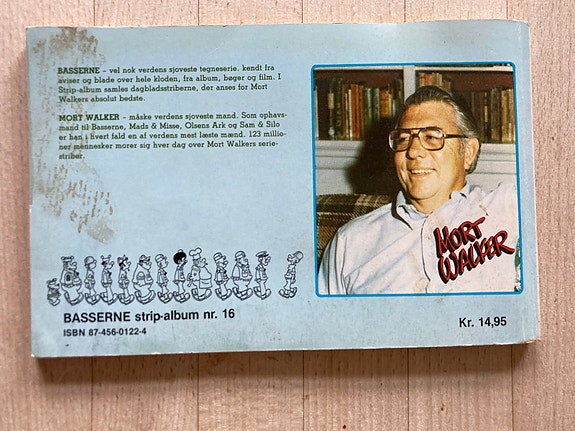 BASSERNE – vel nok verdens sjoveste tegneserie. kendt fra
aviser og blade over hele kloden, fra album, bøger og film. I
Strip-album samles dagbladsstriberne, der anses for Mort
Walkers absolut bedste.
MORT WALKER – måske verdens sjoveste mand. Som ophavs-
mand til Basserne, Mads & Misse, Olsens Ark og Sam & Silo
er han i hvert fald en af verdens mest læste mænd. 123 millio-
ner mennesker morer sig hver dag over Mort Walkers serie-
striber.
MORT
WALKER
BASSERNE strip-album nr. 16
ISBN 87-456-0122-4
Kr. 14,95